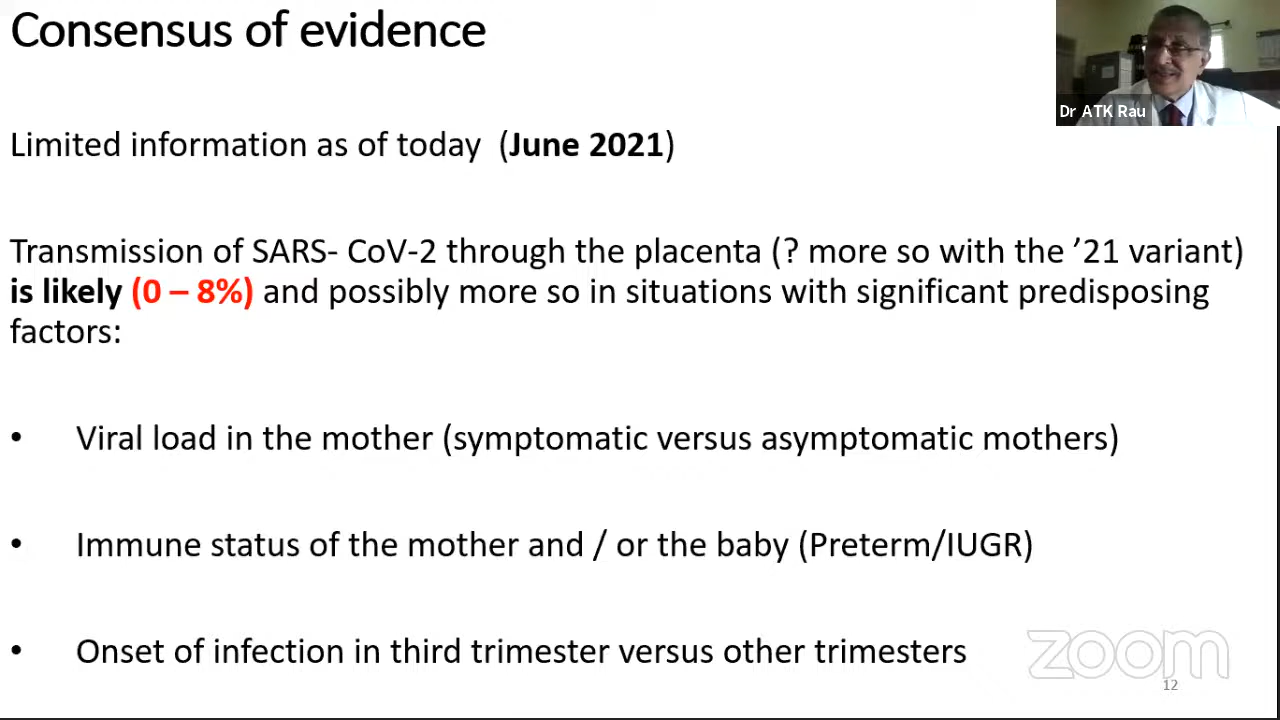 Consensus of evidence
Dr ATK Rau
Limited information as of today (June 2021)
Transmission of SARS- CoV-2 through the placenta (? more so with the ’21 variant)
is likely (0 – 8%) and possibly more so in situations with significant predisposing
factors:
• Viral load in the mother (symptomatic versus asymptomatic mothers)
• Immune status of the mother and / or the baby (Preterm/IUGR)
• Onset of infection in third trimester versus other trimesters
zoom
12